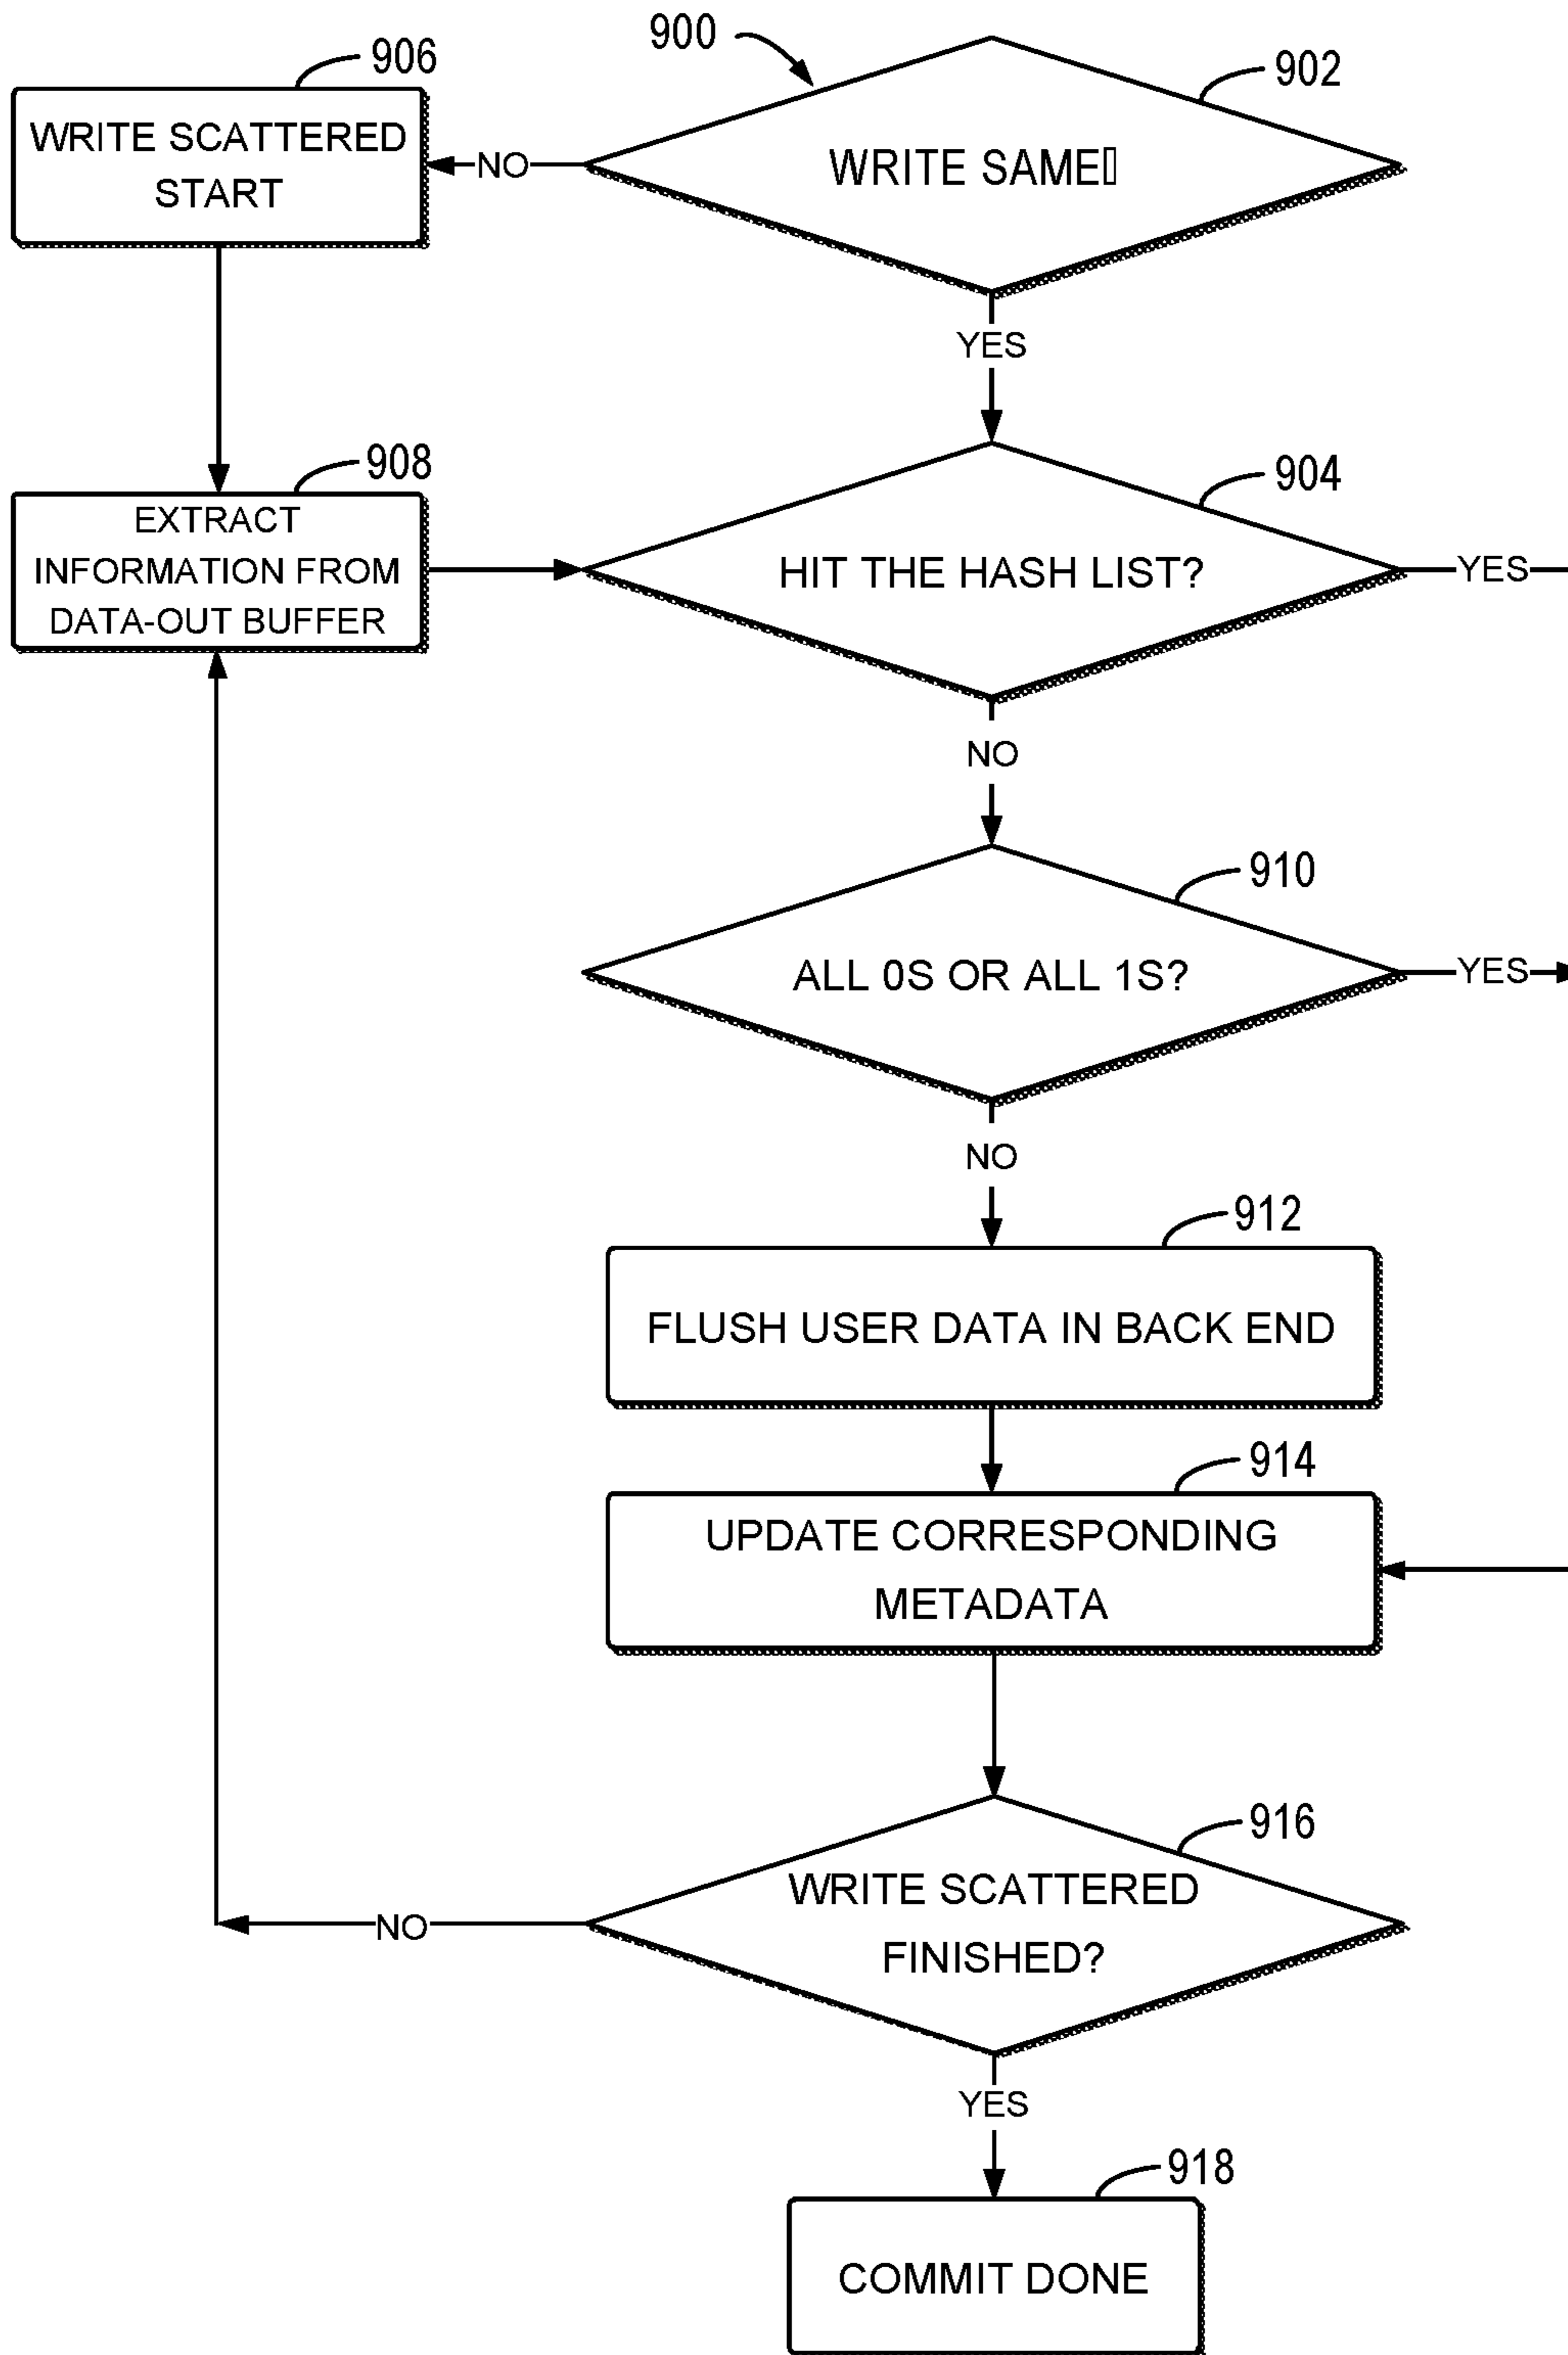 900
902
906
WRITE SCATTERED
START
NO
WRITE SAME▯
YES
908
EXTRACT
INFORMATION FROM
DATA-OUT BUFFER
904
HIT THE HASH LIST?
YES
NO
910
ALL 0S OR ALL 1S?
YES
NO
912
FLUSH USER DATA IN BACK END
914
UPDATE CORRESPONDING
METADATA
916
WRITE SCATTERED
FINISHED?
NO
YES
918
COMMIT DONE